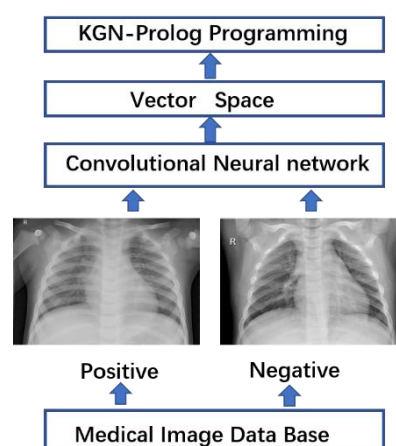 KGN-Prolog Programming
Vector Space
Convolutional Neural network
R
Positive Negative
Medical Image Data Base